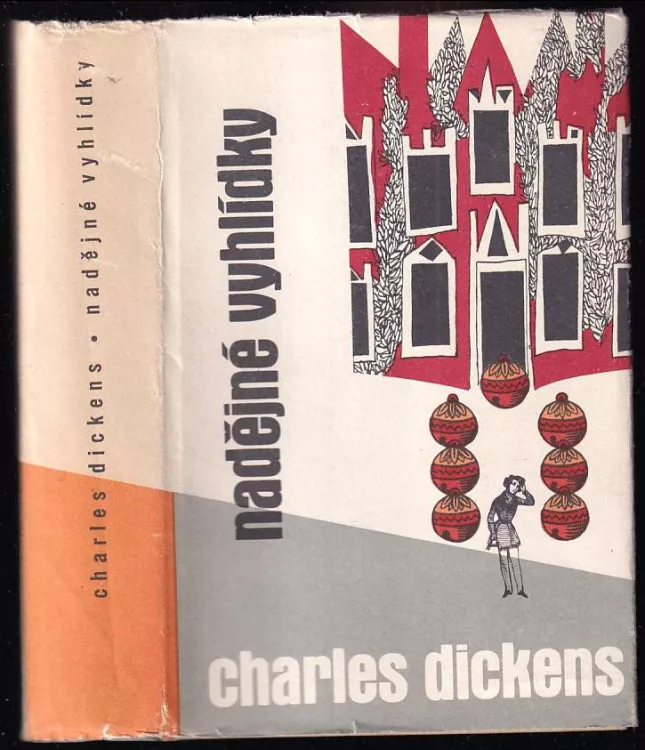 charles dickens • nadějné vyhlídky
nadějné vyhlídky
charles dickens